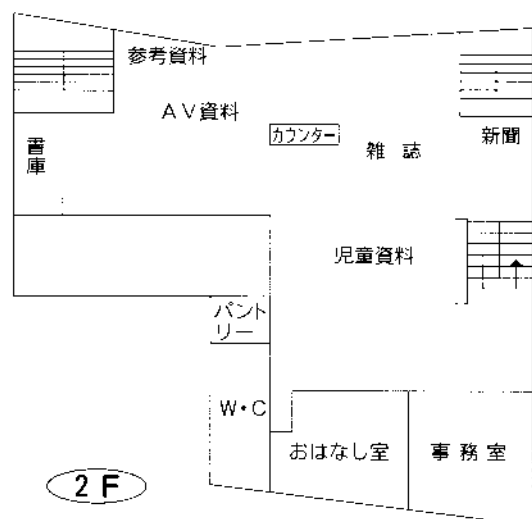 参考資料
AV資料
カウンター
雑誌
新聞
書庫
児童資料
パント
リー
W・C
おはなし室
事務室
2F